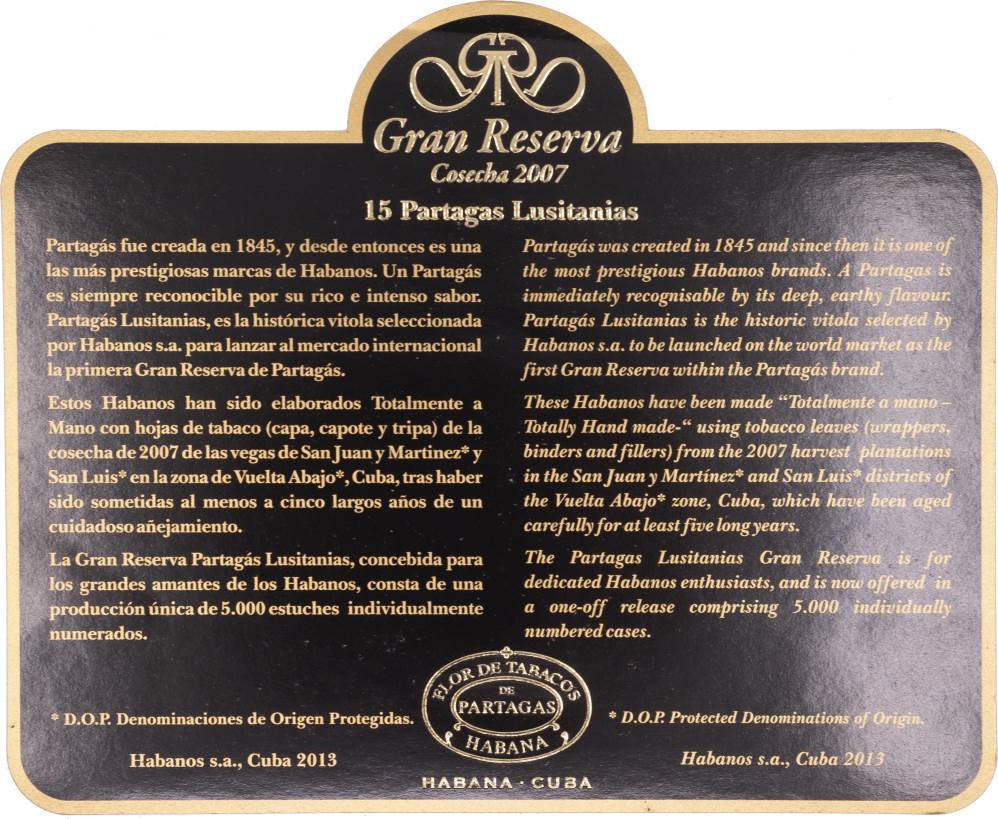 Gran Reserva
Cosecha 2007
15 Partagas Lusitanias
Partagás fue creada en 1845, y desde entonces es una
las más prestigiosas marcas de Habanos. Un Partagás
es siempre reconocible por su rico e intenso sabor.
Partagás Lusitanias, es la histórica vitola seleccionada
por Habanos s.a. para lanzar al mercado internacional
la primera Gran Reserva de Partagás.
Estos Habanos han sido elaborados Totalmente a
Mano con hojas de tabaco (capa, capote y tripa) de la
cosecha de 2007 de las vegas de San Juan y Martinez* y
San Luis* en la zona de Vuelta Abajo*, Cuba, tras haber
sido sometidas al menos a cinco largos años de un
cuidadoso añejamiento.
La Gran Reserva Partagás Lusitanias, concebida para
los grandes amantes de los Habanos, consta de una
producción única de 5.000 estuches individualmente
numerados.
* D.O.P. Denominaciones de Origen Protegidas.
Habanos s.a., Cuba 2013
Partagás was created in 1845 and since then it is one of
the most prestigious Habanos brands. A Partagas is
immediately recognisable by its deep, earthy flavour.
Partagás Lusitanias is the historic vitola selected by
Habanos s.a. to be launched on the world market as the
first Gran Reserva within the Partagás brand.
These Habanos have been made “Totalmente a mano –
Totally Hand made-“ using tobacco leaves (wrappers,
binders and fillers) from the 2007 harvest plantations
in the San Juan y Martínez* and San Luis* districts of
the Vuelta Abajo* zone, Cuba, which have been aged
carefully for at least five long years.
The Partagas Lusitanias Gran Reserva is for
dedicated Habanos enthusiasts, and is now offered in
a one-off release comprising 5.000 individually
numbered cases.
* D.O.P. Protected Denominations of Origin.
Habanos s.a., Cuba 2013
FLOR DE TABACOS
DE
PARTAGAS
HABANA
HABANA · CUBA